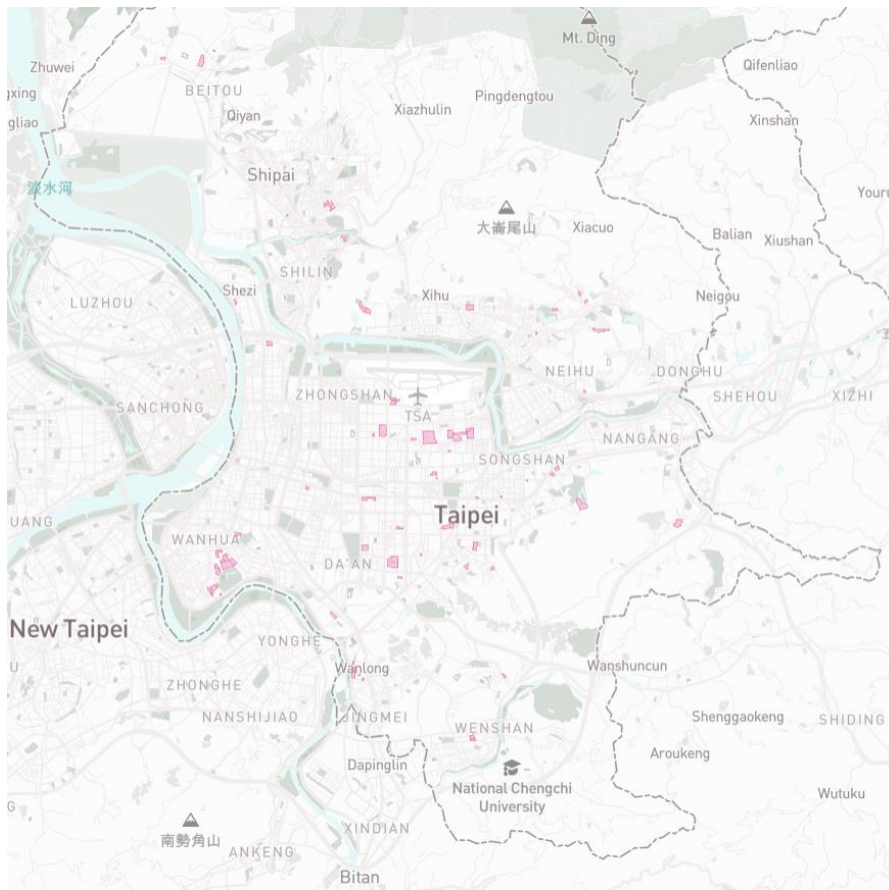 Mt. Ding
Zhuwei
Qifenliao
gxing
BEITOU
Pingdengtou
Xiazhulin
Qiyan
ngliao
Xinshan
Shipai
淡水河
Youru
大崙尾山
Xiacuo
Balian
Xiushan
SHILIN
Shezi
Xihu
Neigou
LUZHOU
NEIHU
DONGHU
ZHONGSHAN
SHEHOU
XIZHI
SANCHONG
TSA
NANGANG
SONGSHAN
Taipei
UANG
WANHUA
DA'AN
New Taipei
YONGHE
Wanlong
Wanshuncun
ZHONGHE
NANSHIJIAO
JINGMEI
WENSHAN
Shenggaokeng
SHIDING
Aroukeng
Dapinglin
National Chengchi
University
Wutuku
南勢角山
XINDIAN
ANKENG
Bitan